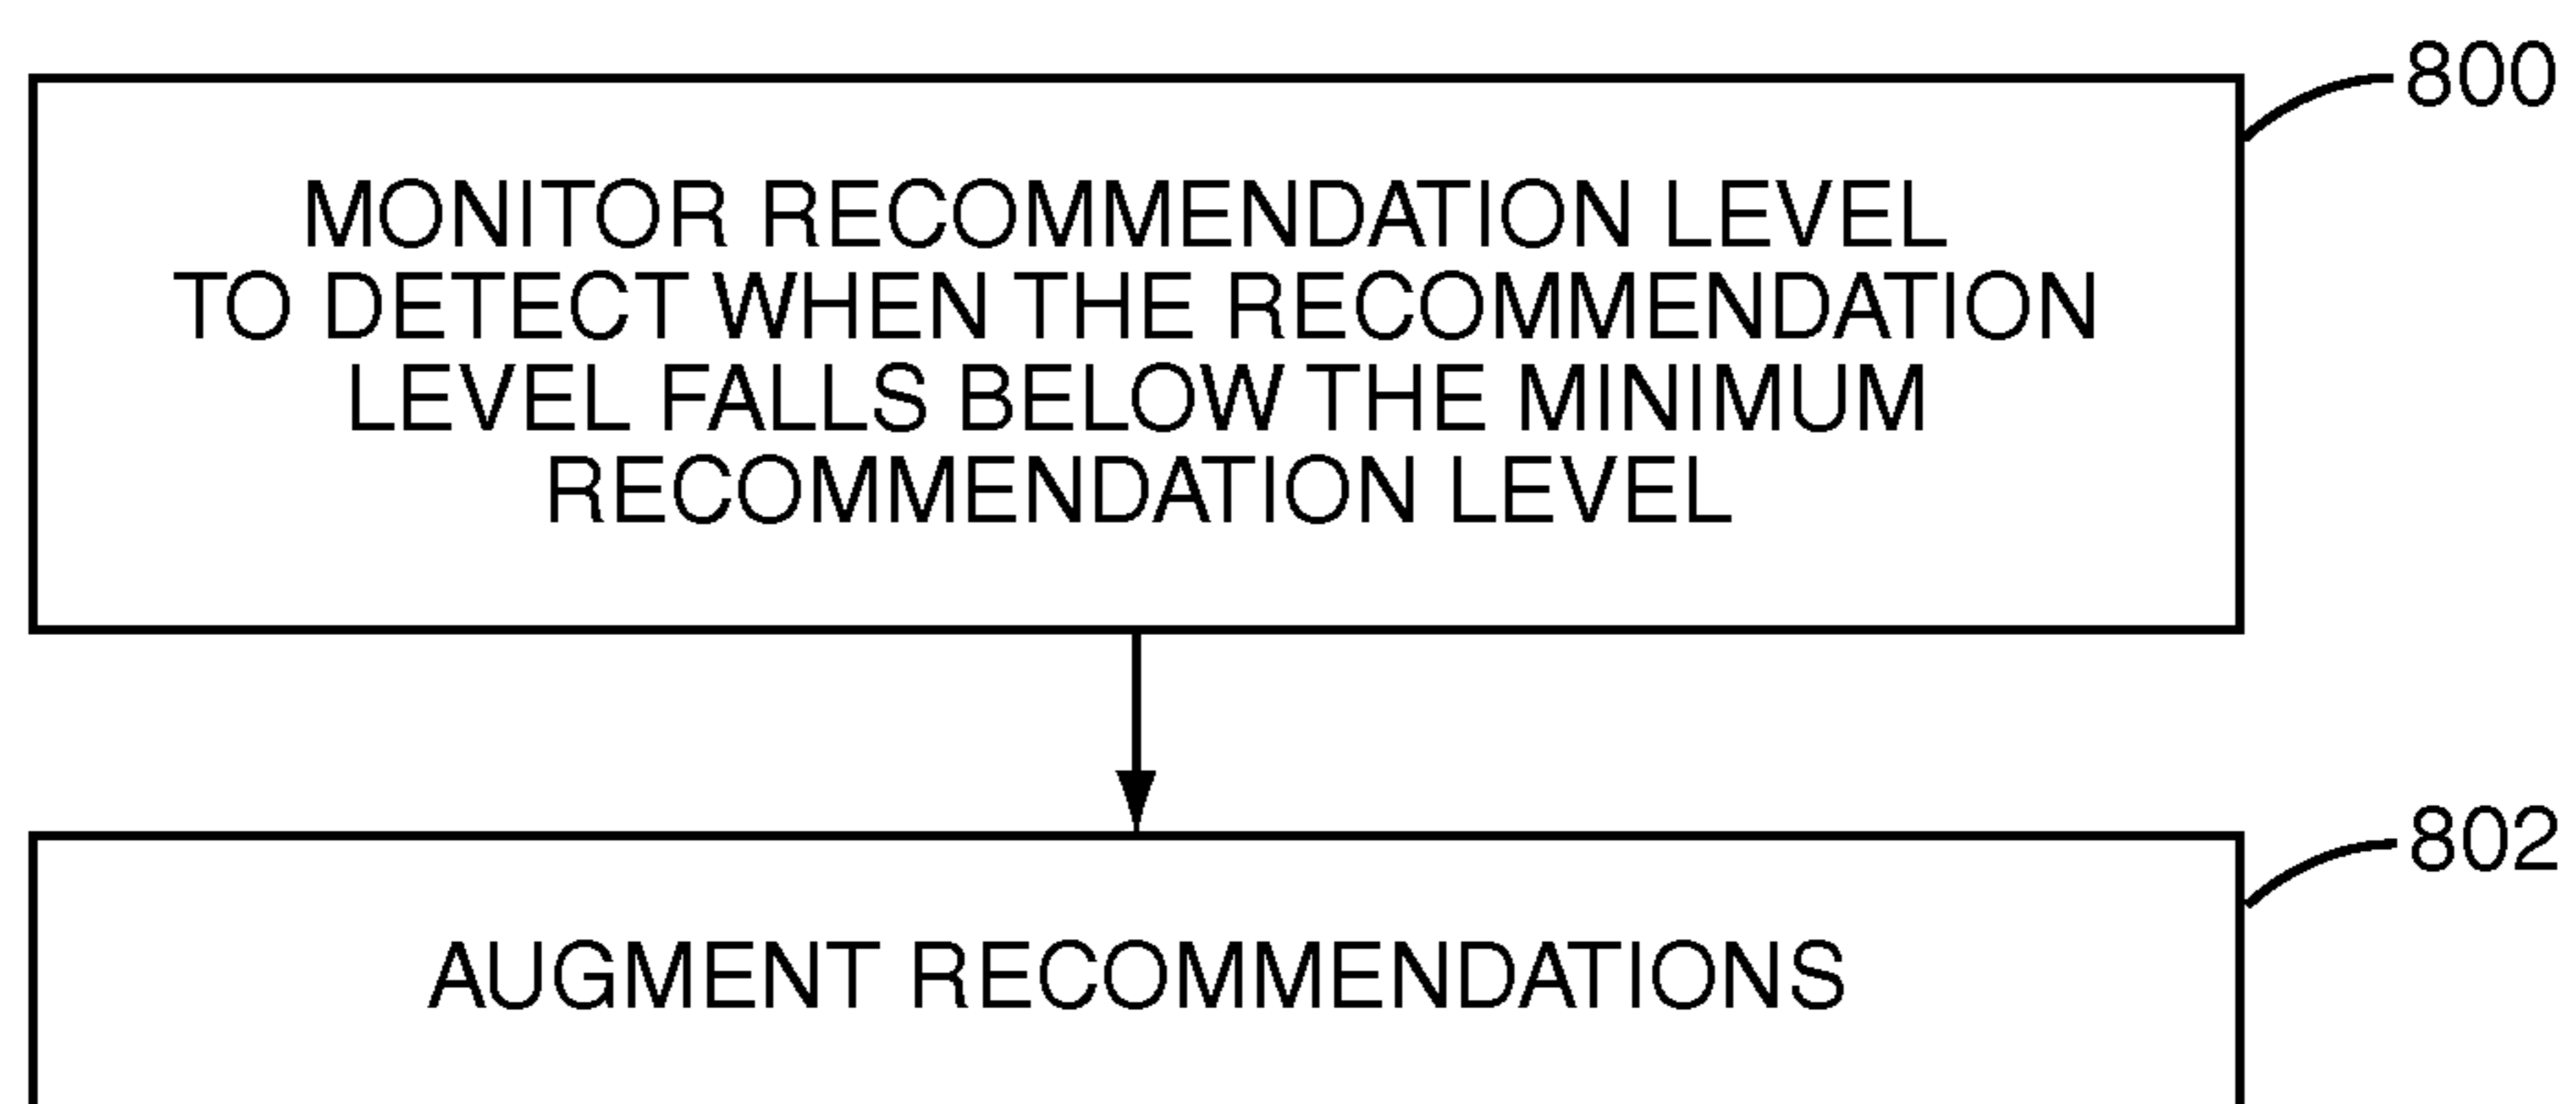 800
MONITOR RECOMMENDATION LEVEL
TO DETECT WHEN THE RECOMMENDATION
LEVEL FALLS BELOW THE MINIMUM
RECOMMENDATION LEVEL
802
AUGMENT RECOMMENDATIONS